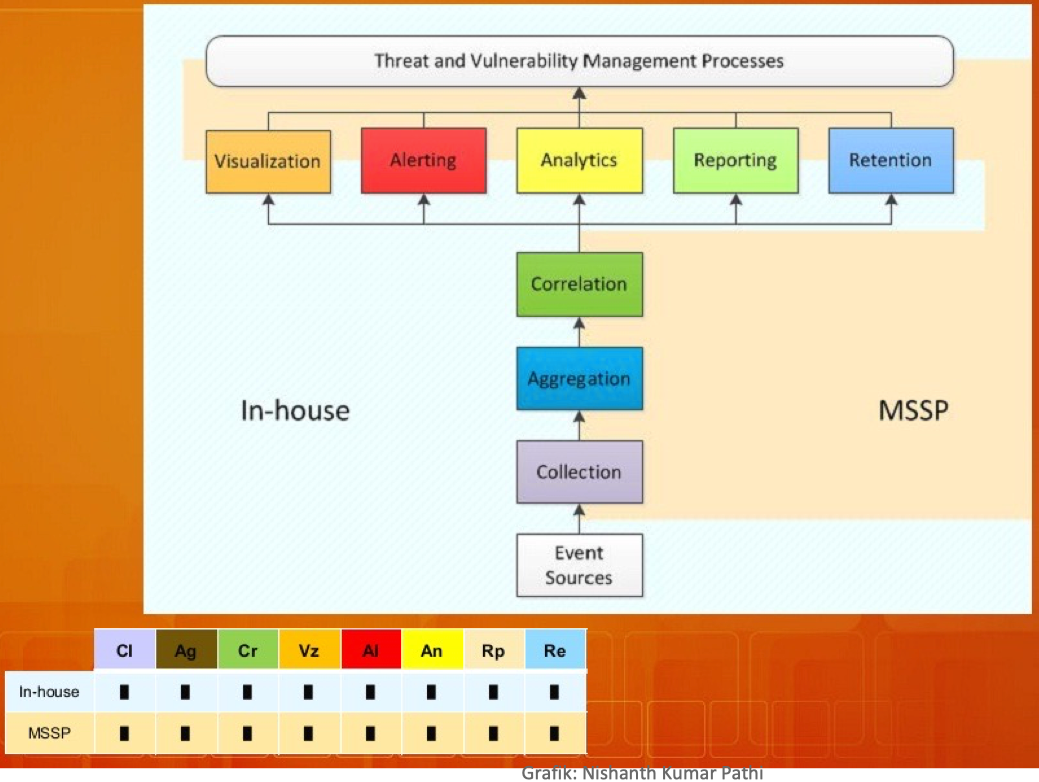 Threat and Vulnerability Management Processes
Visualization Alerting Analytics Reporting Retention
Correlation
Aggregation
In-house MSSP
Collection
Event
Sources
Cl Ag Cr Vz Al An Rp Re
In-house
MSSP
Grafik: Nishanth Kumar Pathi